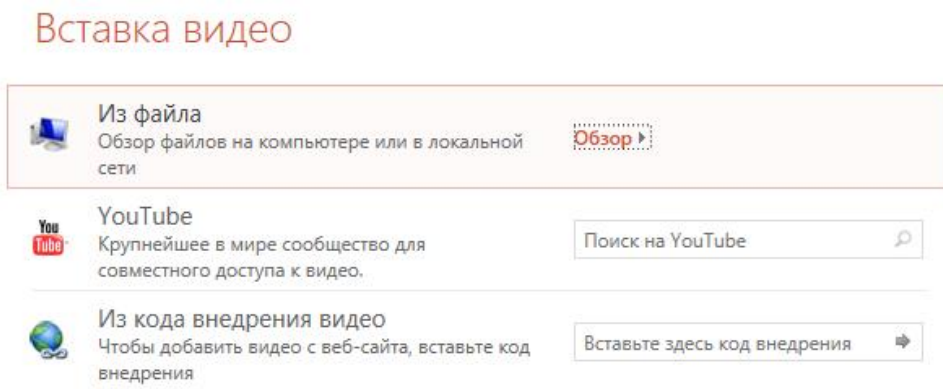 Вставка видео
Из файла
Обзор файлов на компьютере или в локальной
сети
Обзор
You
Tube
YouTube
Крупнейшее в мире сообщество для
совместного доступа к видео.
Поиск на YouTube
Из кода внедрения видео
Чтобы добавить видео с веб-сайта, вставьте код
внедрения
Вставьте здесь код внедрения